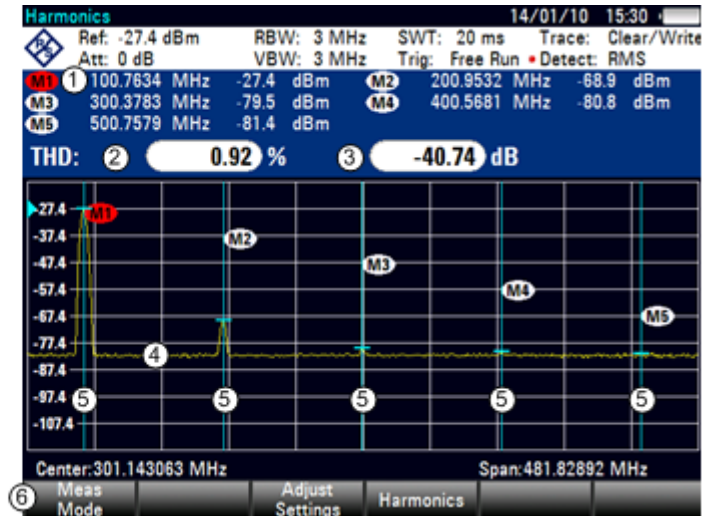 Harmonics 14/01/10 15:30
Ref: -27.4 dBm RBW: 3 MHz SWT: 20 ms Trace: Clear/Write
Att: 0 dB VBW: 3 MHz Trig: Free Run • Detect: RMS
M1 1 100.7634 MHz -27.4 dBm M2 200.9532 MHz -68.9 dBm
M3 300.3783 MHz -79.5 dBm M4 400.5681 MHz -80.8 dBm
M5 500.7579 MHz -81.4 dBm
THD: 2 0.92 % 3 -40.74 dB
-27.4 M1
-37.4 M2
-47.4 M3
-57.4 M4
-67.4 M5
-77.4
4
-87.4
-97.4 5 5 5 5 5
-107.4
Center:301.143063 MHz Span:481.82892 MHz
6 Meas Mode Adjust Settings Harmonics